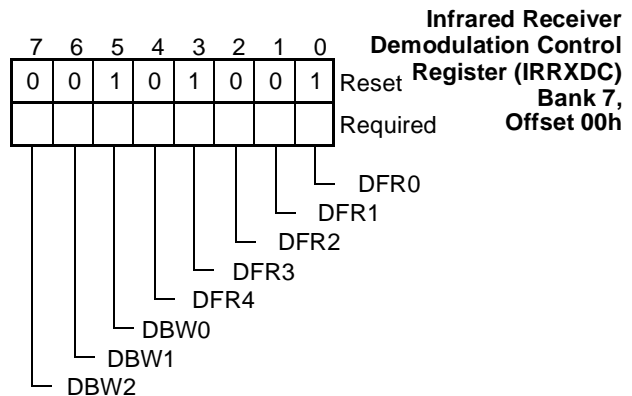 Infrared Receiver
Demodulation Control
Register (IRRXDC)
Bank 7,
Offset 00h
7 6 5 4 3 2 1 0
0 0 1 0 1 0 0 1 Reset
Required
DFR0
DFR1
DFR2
DFR3
DFR4
DBW0
DBW1
DBW2